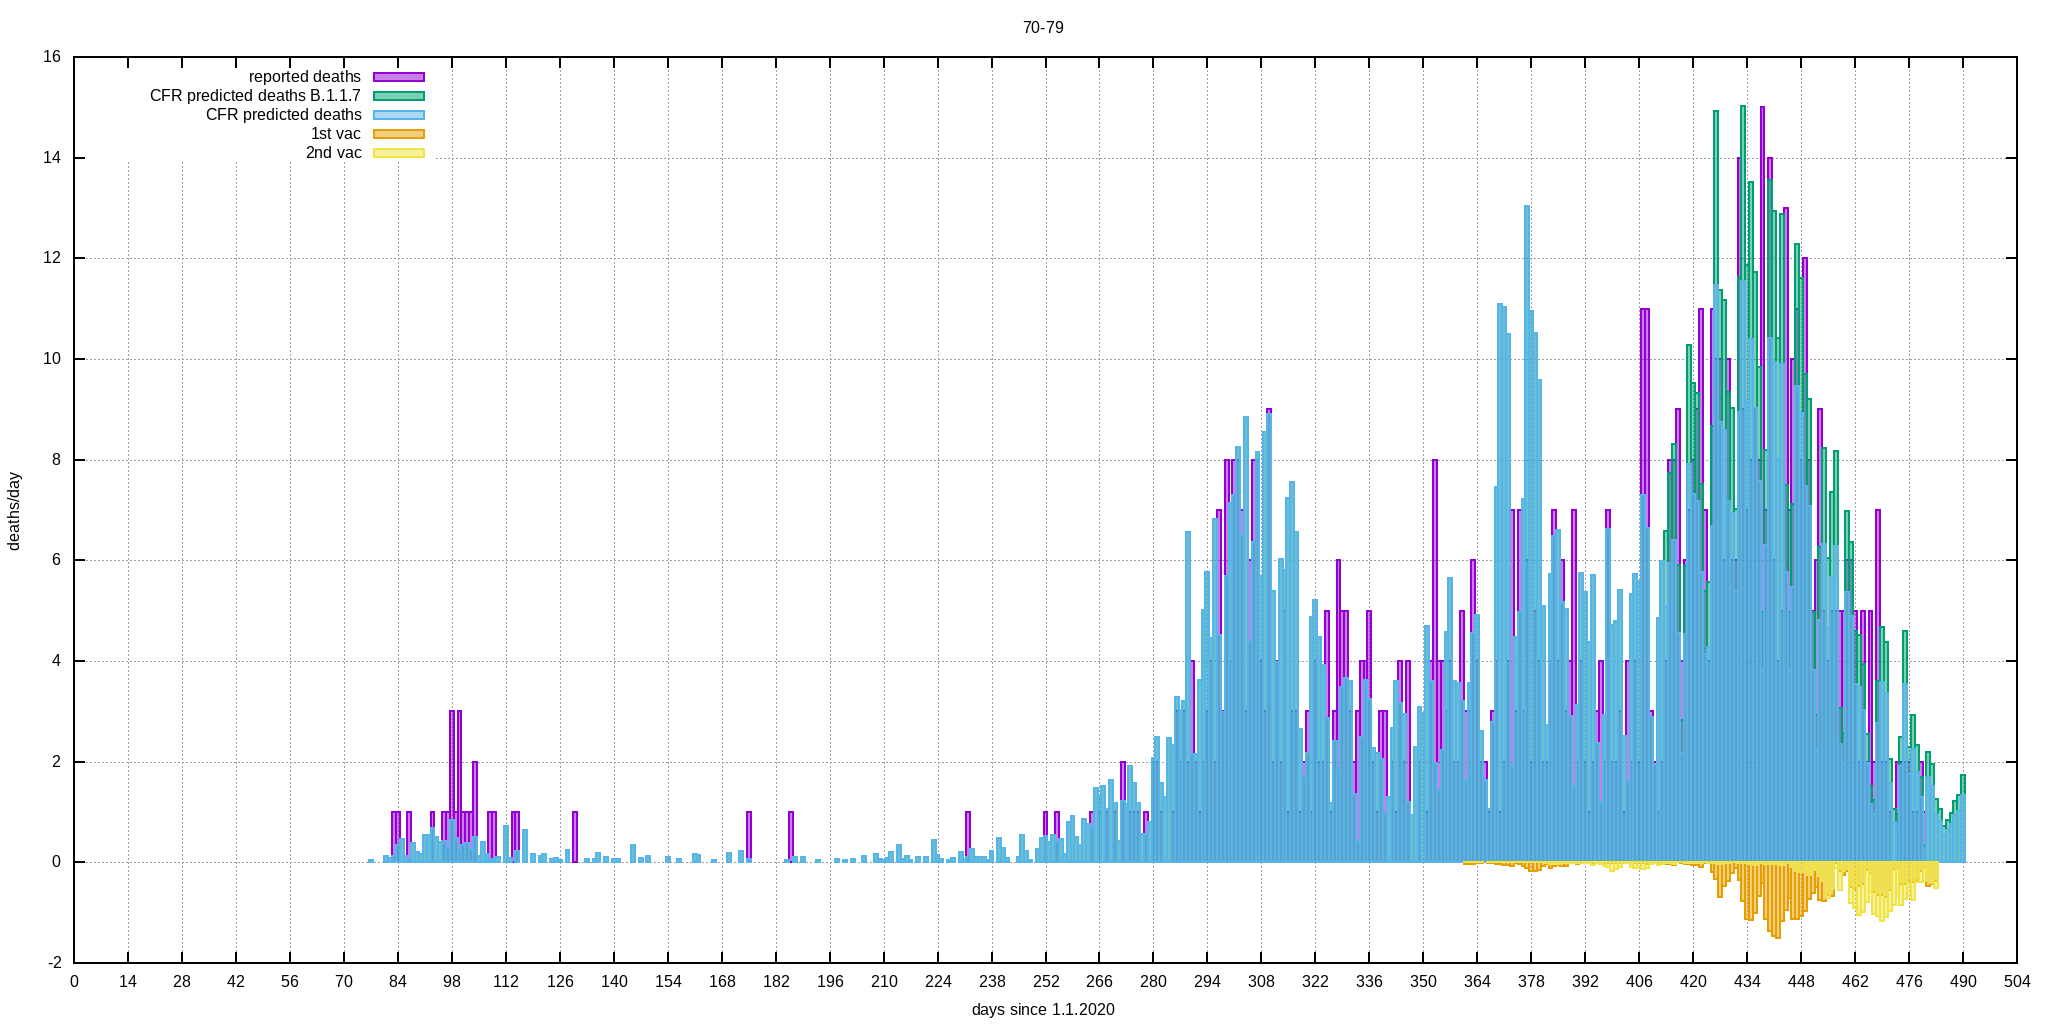 70-79
reported deaths
CFR predicted deaths B.1.1.7
CFR predicted deaths
1st vac
2nd vac
16
14
12
10
8
6
4
2
0
-2
deaths/day
0 14 28 42 56 70 84 98 112 126 140 154 168 182 196 210 224 238 252 266 280 294 308 322 336 350 364 378 392 406 420 434 448 462 476 490 504
days since 1.1.2020